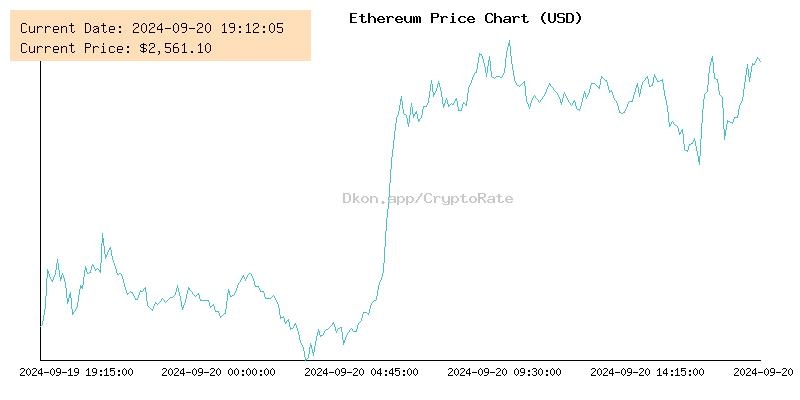 Ethereum Price Chart (USD)
Current Date: 2024-09-20 19:12:05
Current Price: $2,561.10
Dkon.app/CryptoRate
2024-09-19 19:15:00 2024-09-20 00:00:00 2024-09-20 04:45:00 2024-09-20 09:30:00 2024-09-20 14:15:00 2024-09-20